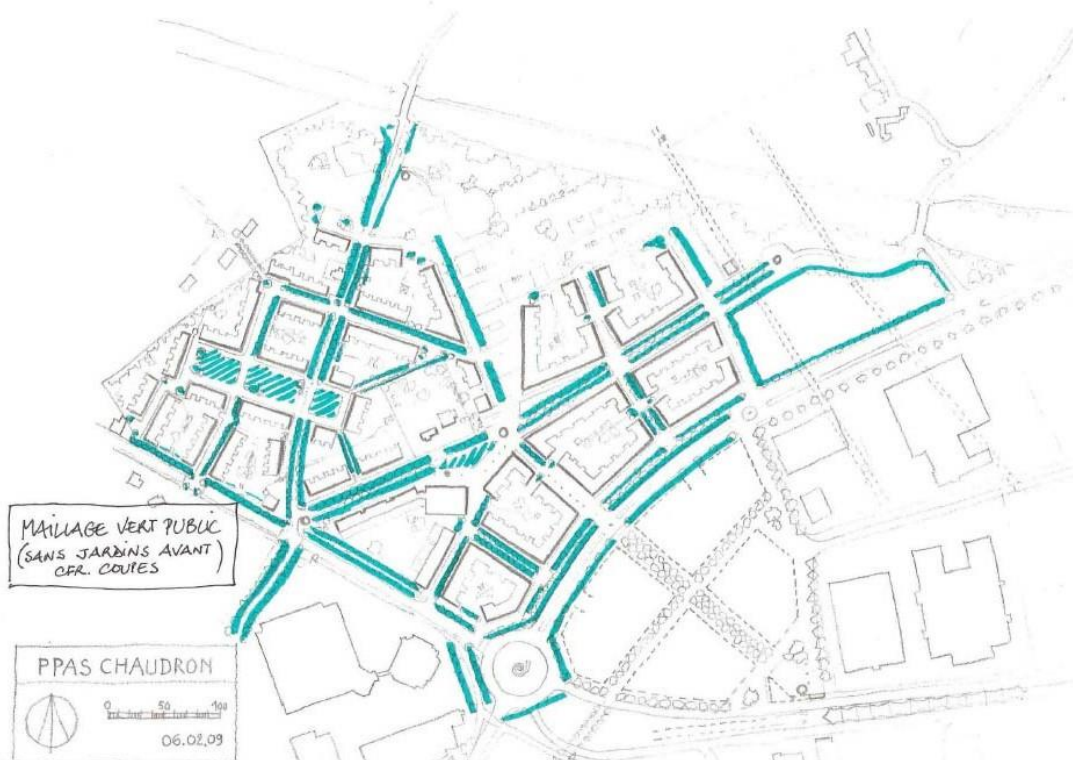 MAILLAGE VERT PUBLIC
(SANS JARDINS AVANT)
CFR. COUPES
PPAS CHAUDRON
0 50 100
06.02.09